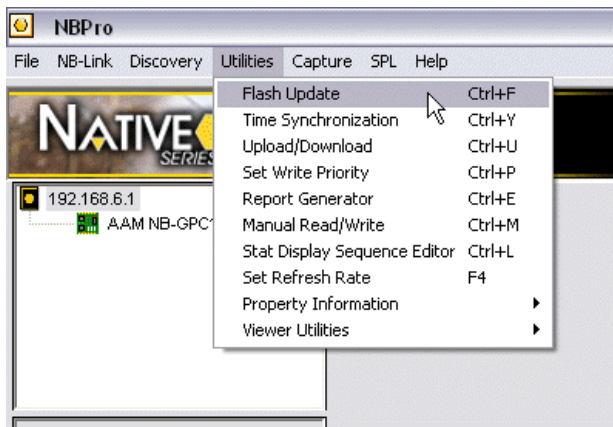 NBPro
File NB-Link Discovery Utilities Capture SPL Help
NATIVE
SERIES
192.168.6.1
AAM NB-GPC1
Flash Update Ctrl+F
Time Synchronization Ctrl+Y
Upload/Download Ctrl+U
Set Write Priority Ctrl+P
Report Generator Ctrl+E
Manual Read/Write Ctrl+M
Stat Display Sequence Editor Ctrl+L
Set Refresh Rate F4
Property Information
Viewer Utilities